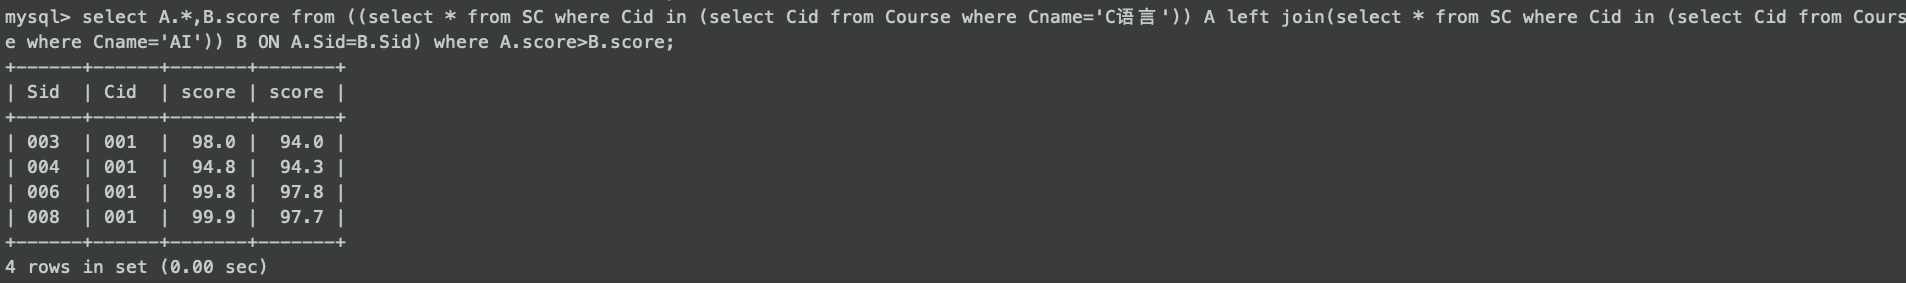 mysql> select A.*,B.score from ((select * from SC where Cid in (select Cid from Course where Cname='C语言')) A left join(select * from SC where Cid in (select Cid from Cours
e where Cname='AI')) B ON A.Sid=B.Sid) where A.score>B.score;
+------+------+-------+-------+
| Sid  | Cid  | score | score |
+------+------+-------+-------+
| 003  | 001  |  98.0 |  94.0 |
| 004  | 001  |  94.8 |  94.3 |
| 006  | 001  |  99.8 |  97.8 |
| 008  | 001  |  99.9 |  97.7 |
+------+------+-------+-------+
4 rows in set (0.00 sec)